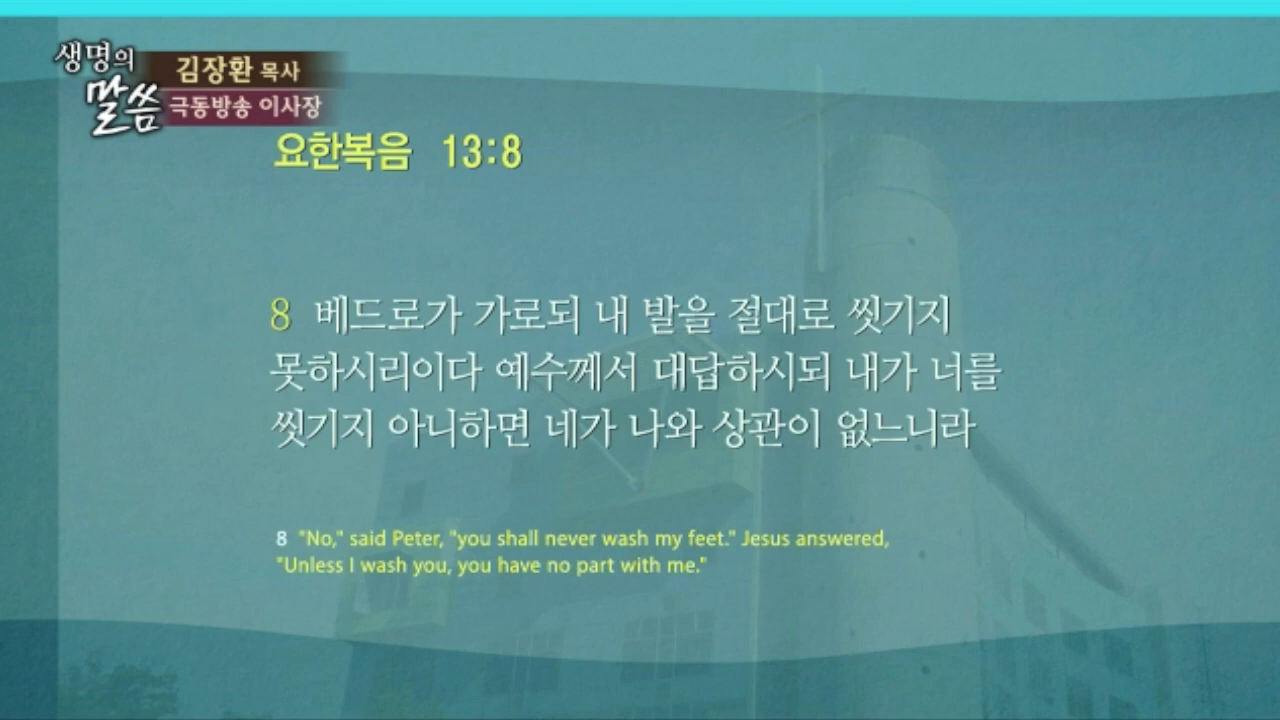 생명의
말씀
김장환 목사
극동방송 이사장
요한복음 13:8
8 베드로가 가로되 내 발을 절대로 씻기지
못하시리이다 예수께서 대답하시되 내가 너를
씻기지 아니하면 네가 나와 상관이 없느니라
8 "No," said Peter, "you shall never wash my feet." Jesus answered,
"Unless I wash you, you have no part with me."